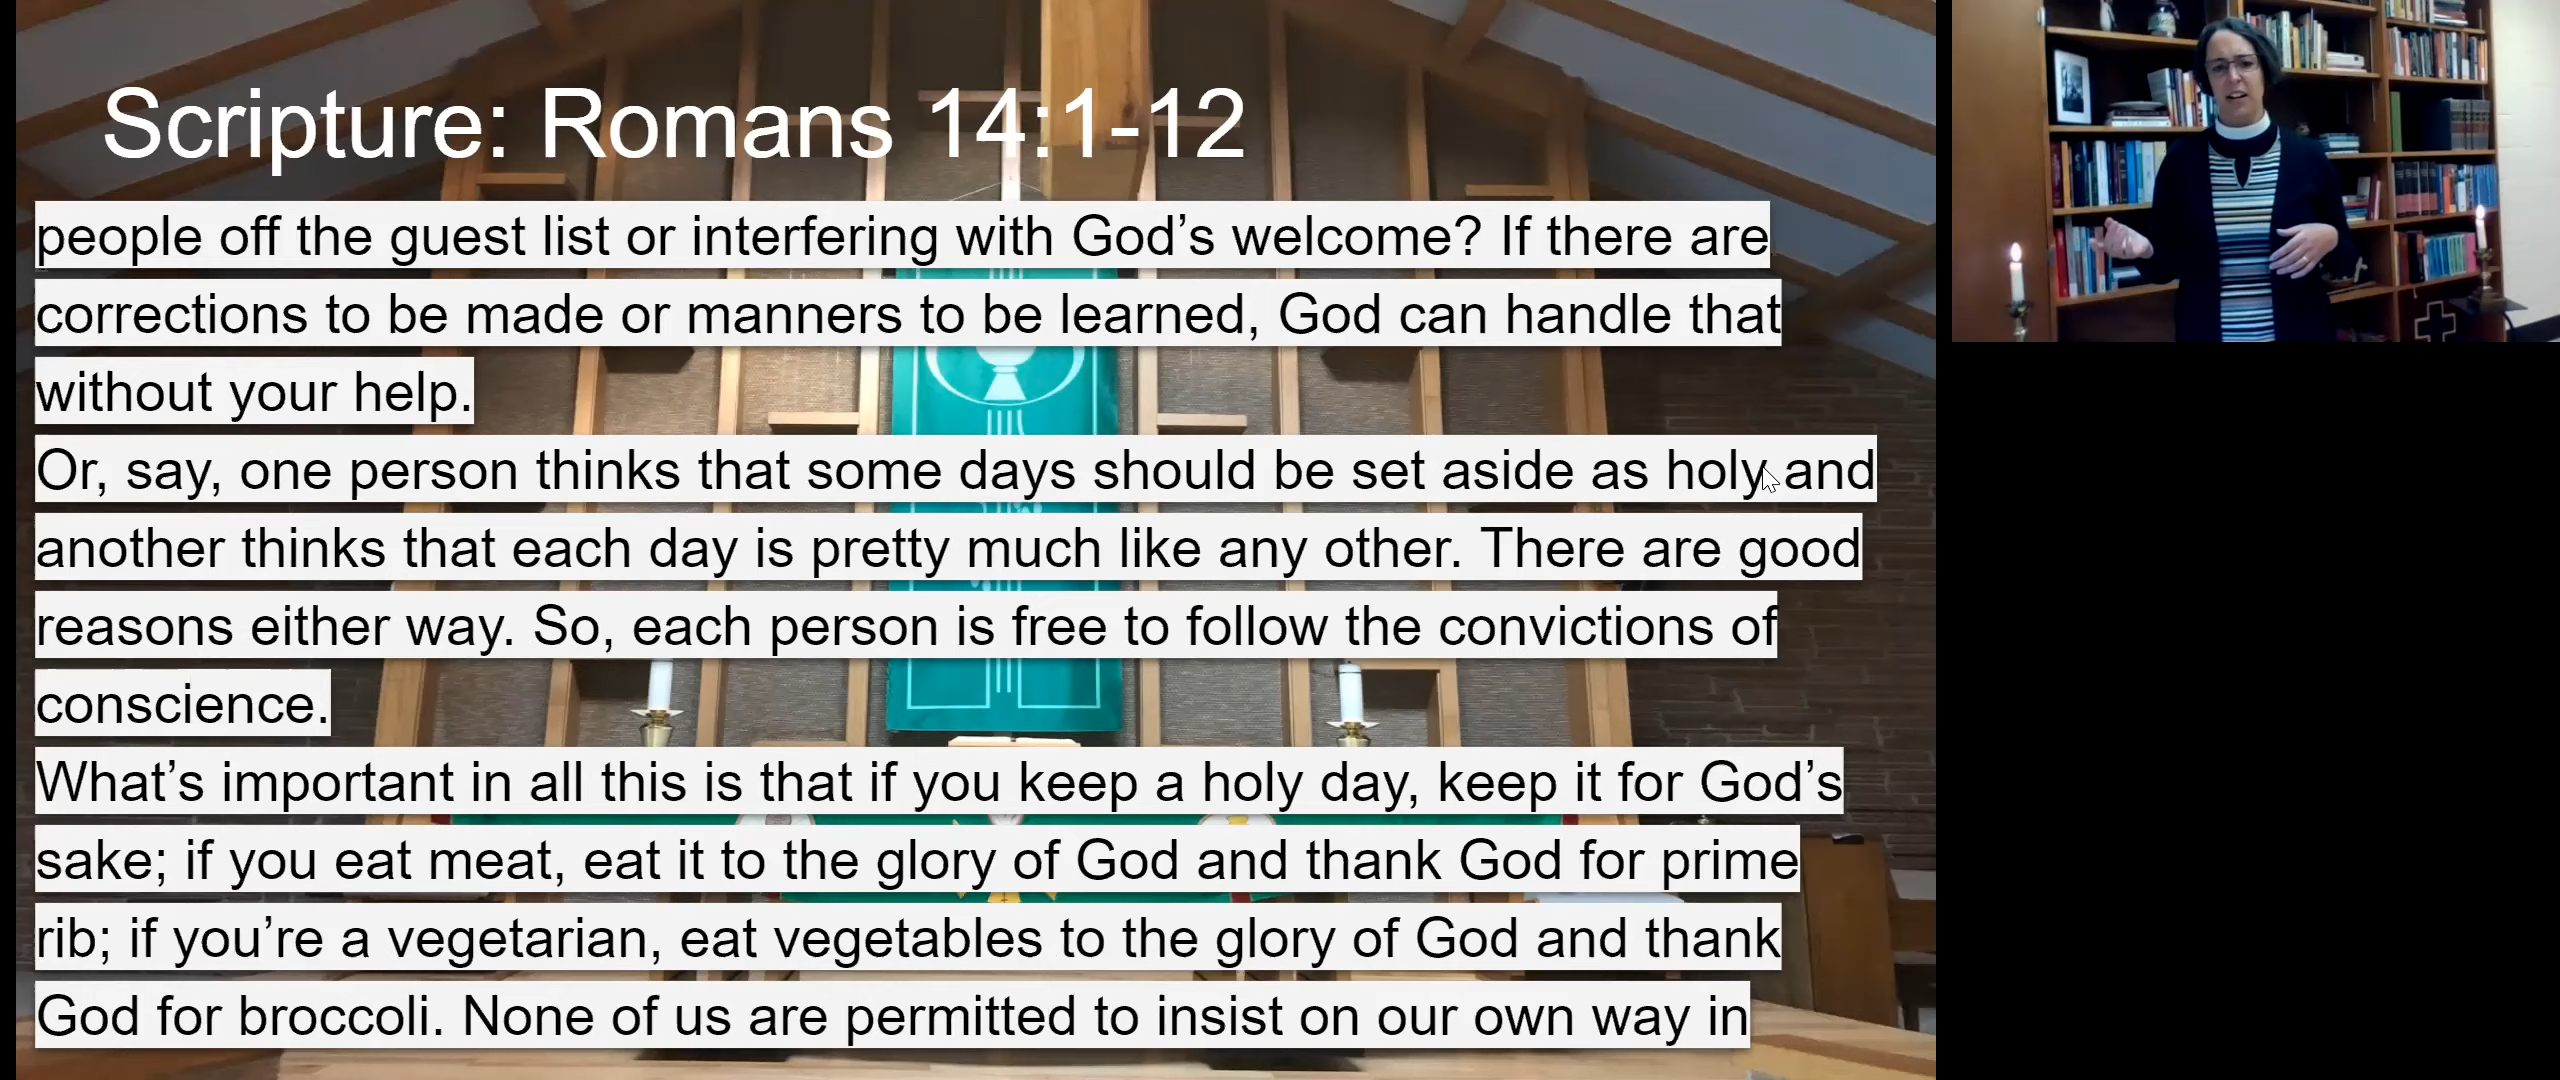 Scripture: Romans 14:1-12
people off the guest list or interfering with God’s welcome? If there are
corrections to be made or manners to be learned, God can handle that
without your help.
Or, say, one person thinks that some days should be set aside as holy and
another thinks that each day is pretty much like any other. There are good
reasons either way. So, each person is free to follow the convictions of
conscience.
What’s important in all this is that if you keep a holy day, keep it for God’s
sake; if you eat meat, eat it to the glory of God and thank God for prime
rib; if you’re a vegetarian, eat vegetables to the glory of God and thank
God for broccoli. None of us are permitted to insist on our own way in